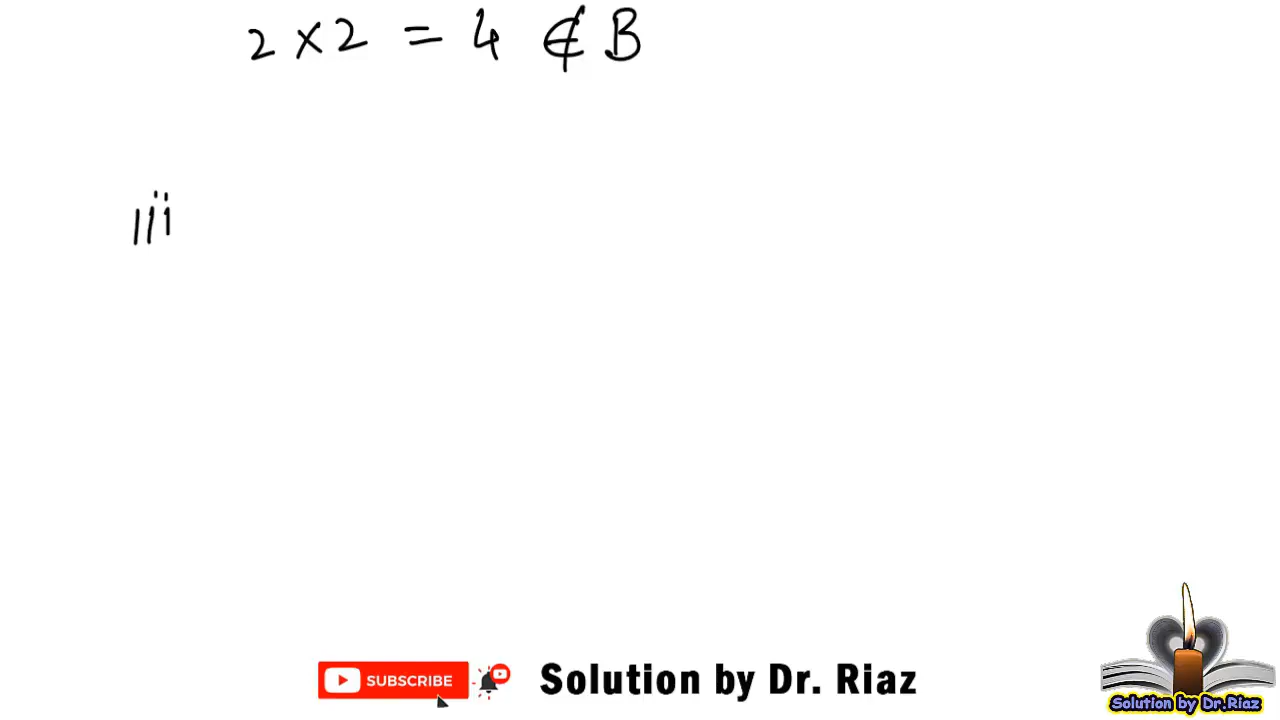 2 × 2 = 4 ∉ B
iii
SUBSCRIBE
Solution by Dr. Riaz
Solution by Dr.Riaz